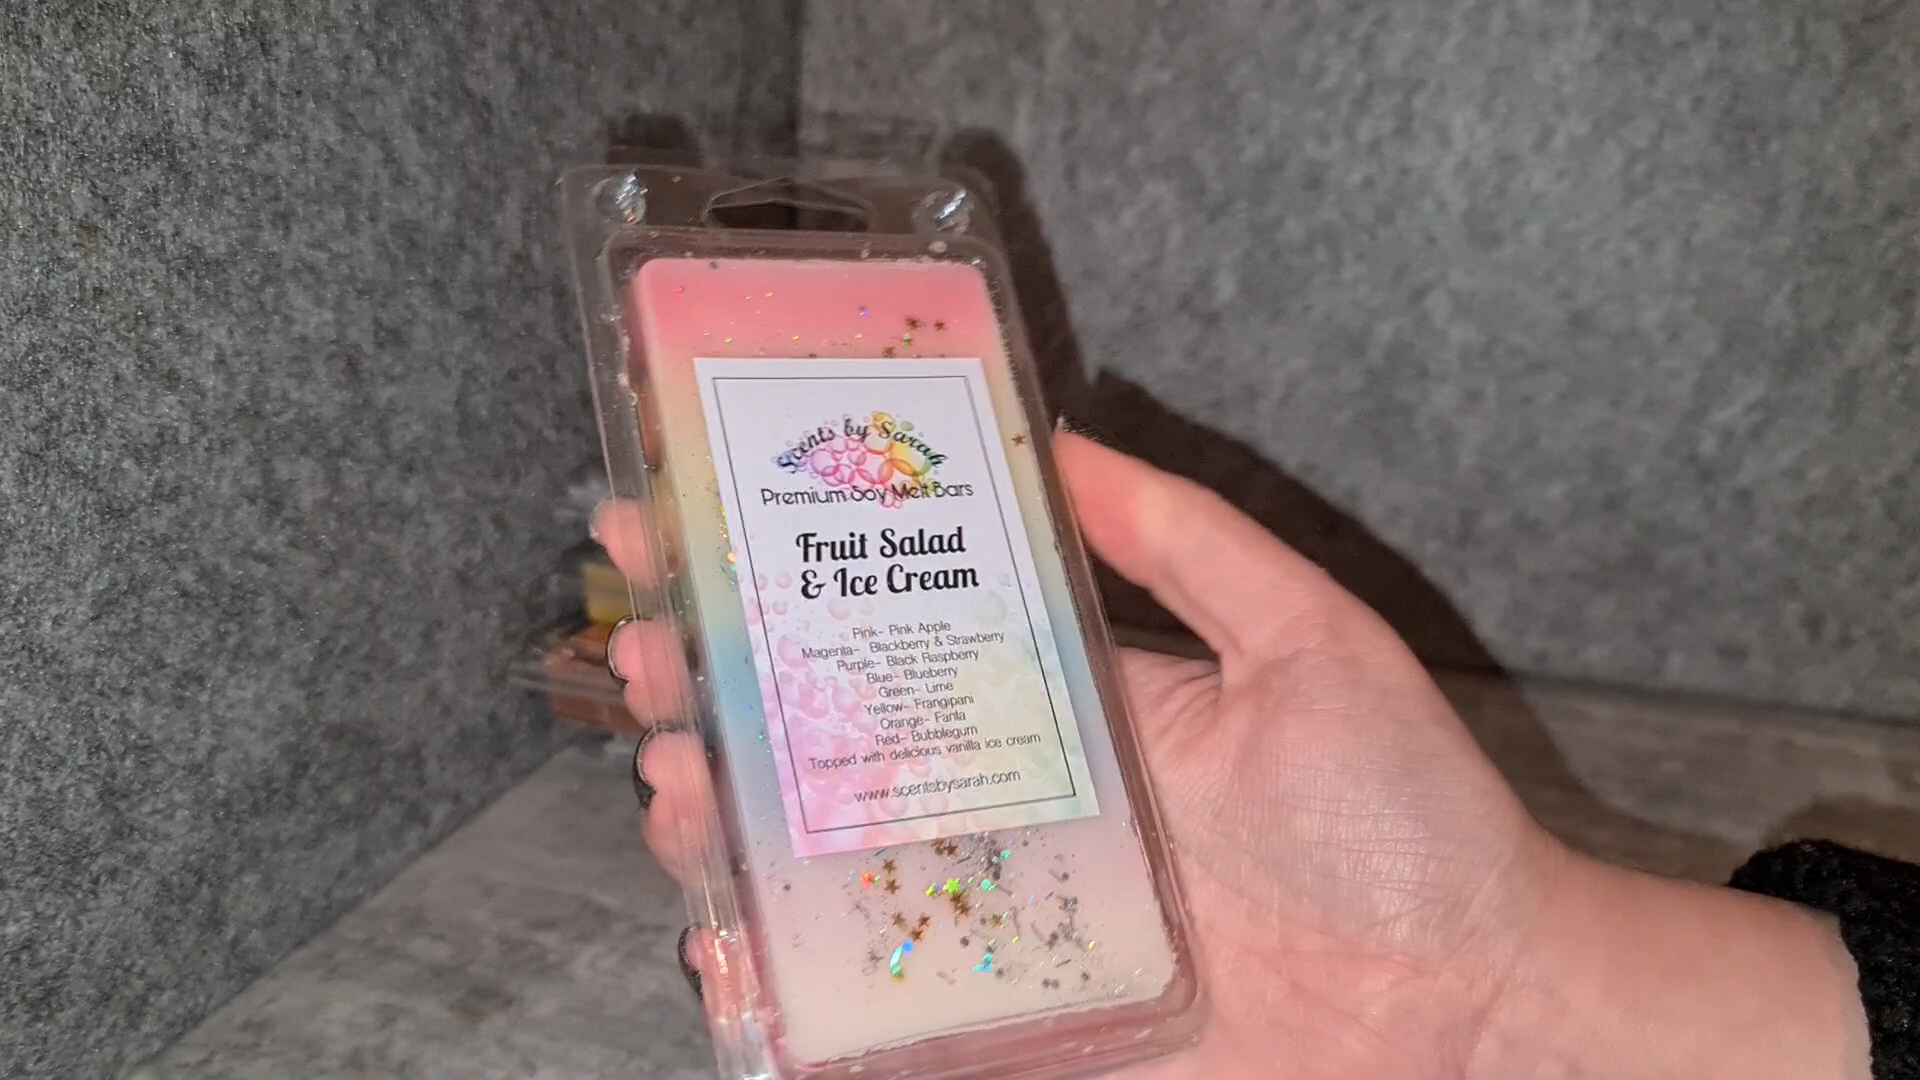 Scents by Sarah
Premium Soy Melt Bars
Fruit Salad
& Ice Cream
Pink- Pink Apple
Magenta- Blackberry & Strawberry
Purple- Black Raspberry
Blue- Blueberry
Green- Lime
Yellow- Frangipani
Orange- Fanta
Red- Bubblegum
Topped with delicious vanilla ice cream
www.scentsbysarah.com